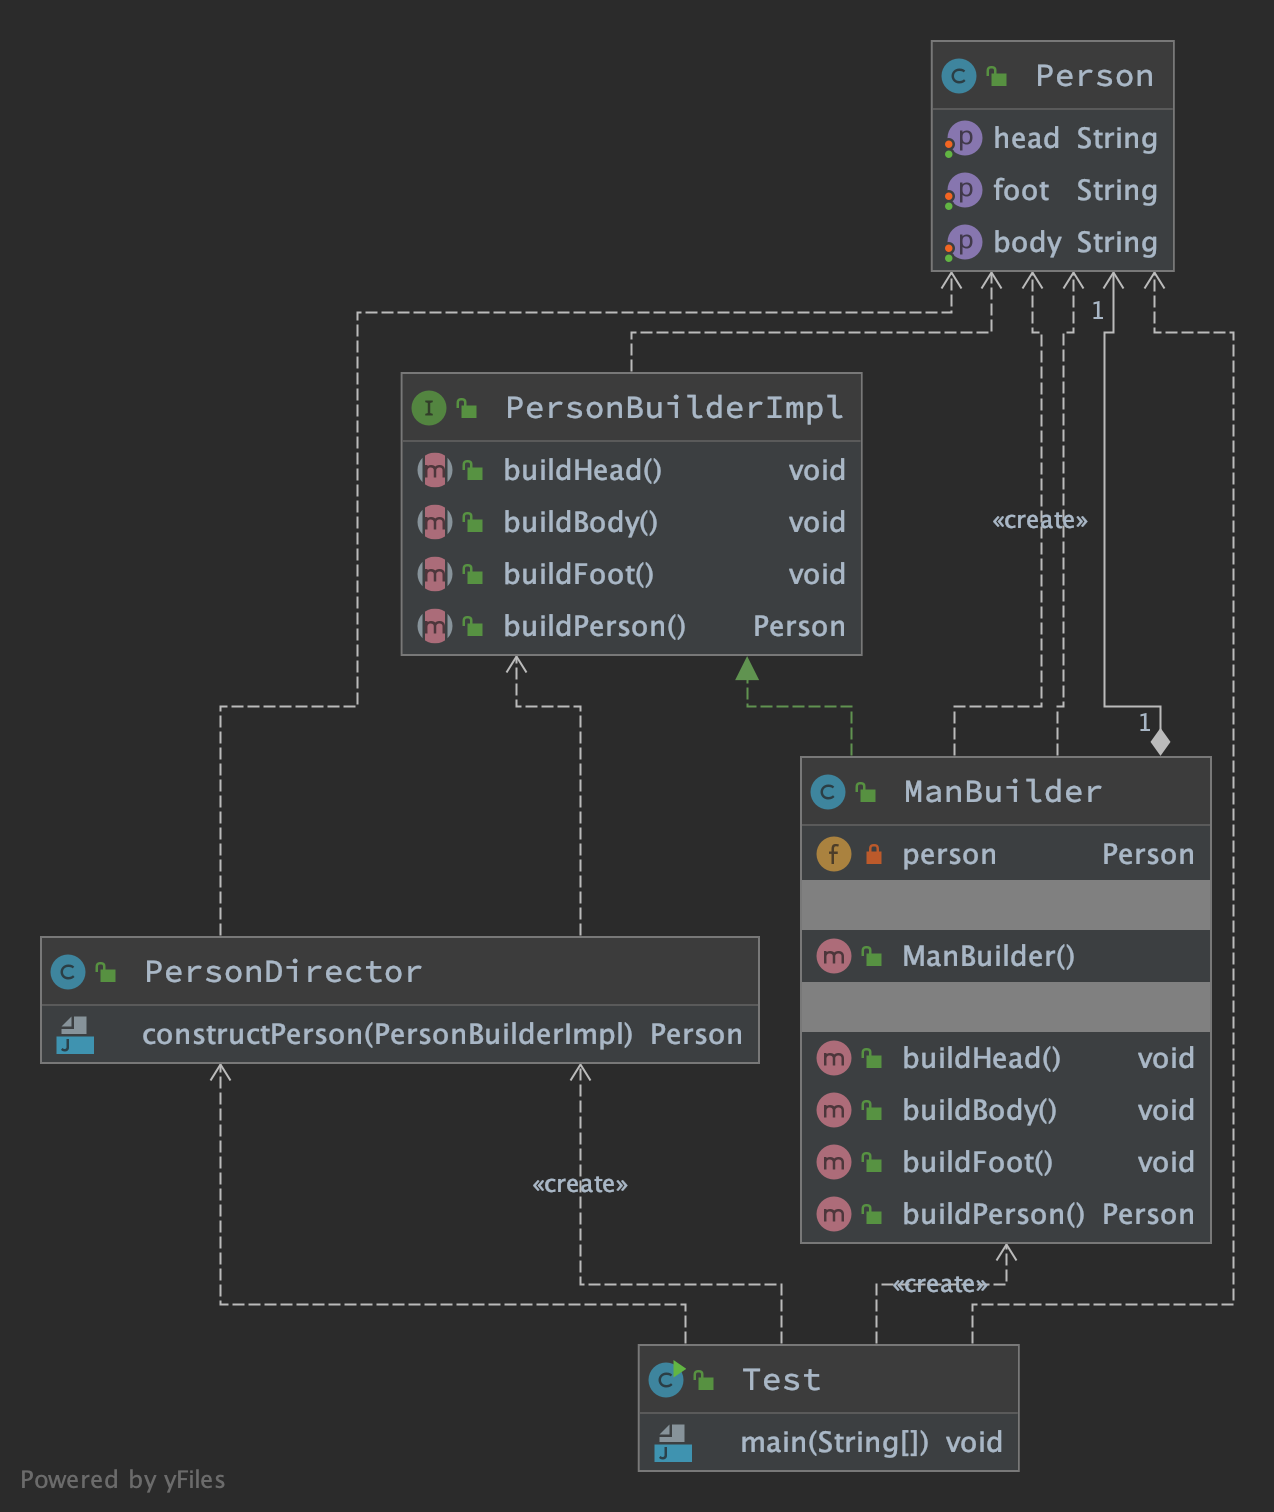 Person
head String
foot String
body String
1
PersonBuilderImpl
buildHead() void
buildBody() void
buildFoot() void
buildPerson() Person
«create»
1
ManBuilder
person Person
ManBuilder()
buildHead() void
buildBody() void
buildFoot() void
buildPerson() Person
PersonDirector
constructPerson(PersonBuilderImpl) Person
«create»
«create»
Test
main(String[]) void
Powered by yFiles